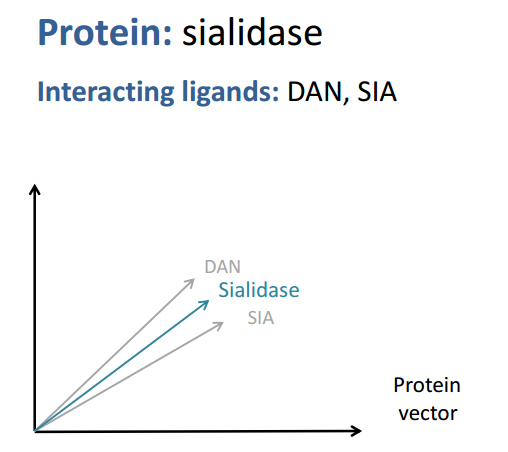 Protein: sialidase
Interacting ligands: DAN, SIA
DAN
Sialidase
SIA
Protein
vector